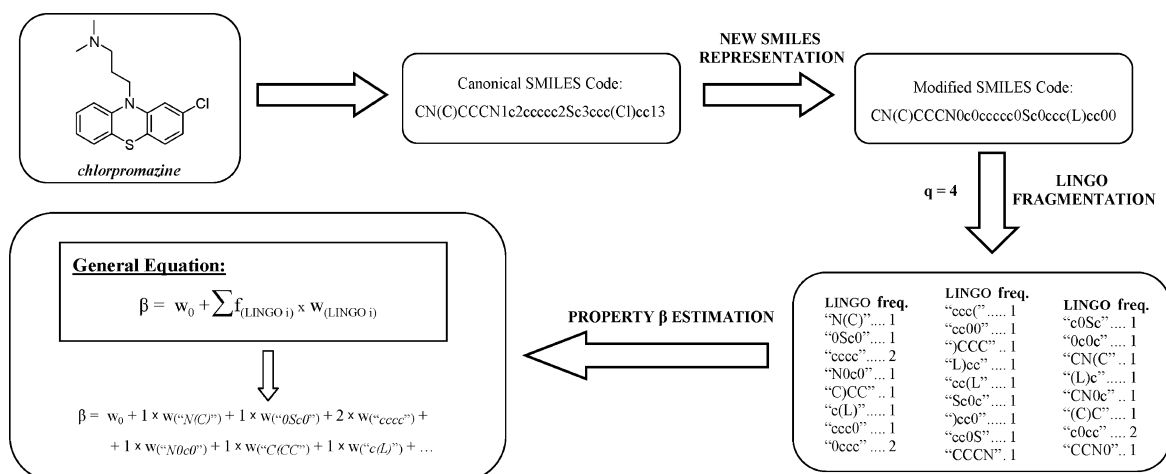 N
N
Cl
S
chlorpromazine
Canonical SMILES Code:
CN(C)CCCN1c2ccccc2Sc3ccc(Cl)cc13
NEW SMILES
REPRESENTATION
Modified SMILES Code:
CN(C)CCCN0c0ccccc0Sc0ccc(L)cc00
q = 4
LINGO
FRAGMENTATION
LINGO freq.
“N(C)”.... 1
“0Sc0”.... 1
“cccc”..... 2
“N0c0”... 1
“C)CC”.. 1
“c(L)”.... 1
“ccc0”.... 1
“0ccc”.... 2
LINGO freq.
“ccc(”..... 1
“cc00”.... 1
“)CCC”.. 1
“L)cc”.... 1
“cc(L”.... 1
“Sc0c”.... 1
“)cc0”..... 1
“cc0S”.... 1
“CCCN”. 1
LINGO freq.
“c0Sc”.... 1
“0c0c”.... 1
“CN(C”.. 1
“(L)c”.... 1
“CN0c”.. 1
“(C)C”... 1
“c0cc”..... 2
“CCN0”.. 1
PROPERTY β ESTIMATION
General Equation:
β = w0 + ∑f(LINGO i) x w(LINGO i)
β = w0 + 1 x w(“N(C)”) + 1 x w(“0Sc0”) + 2 x w(“cccc”) +
+ 1 x w(“N0c0”) + 1 x w(“C(CC”) + 1 x w(“c(L)”) + ...